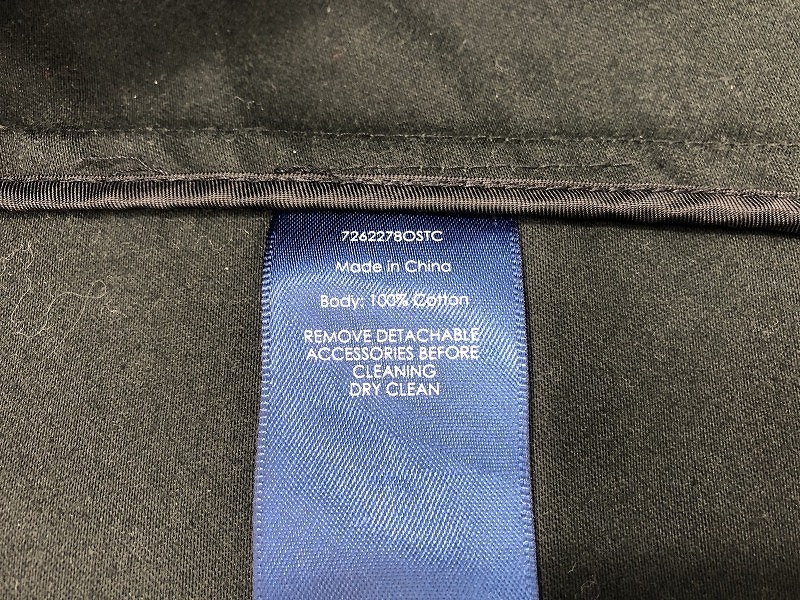 7262278OSTC
Made in China
Body: 100% Cotton
REMOVE DETACHABLE
ACCESSORIES BEFORE
CLEANING
DRY CLEAN